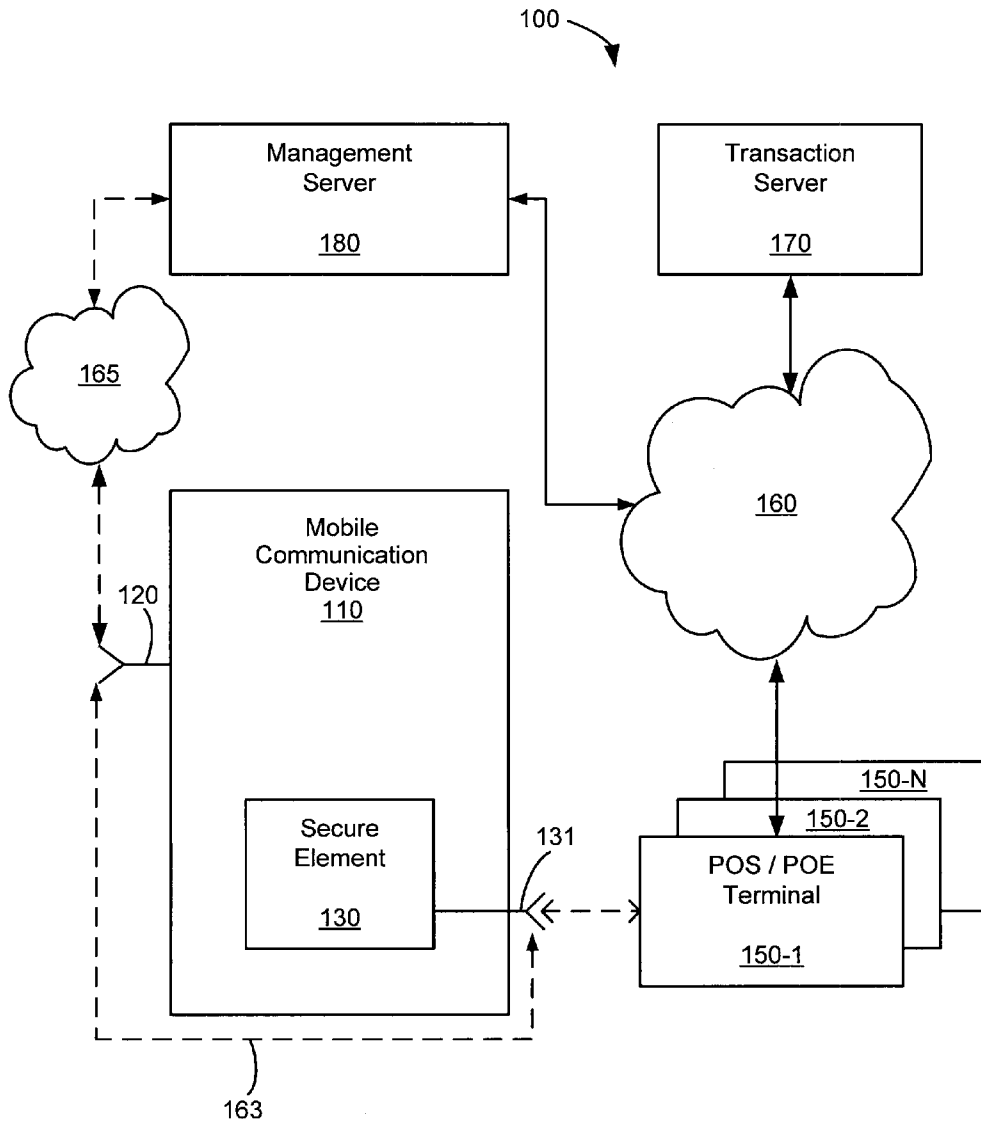 100
Management
Server
180
Transaction
Server
170
165
160
Mobile
Communication
Device
110
120
150-N
150-2
Secure
Element
130
131
POS / POE
Terminal
150-1
163